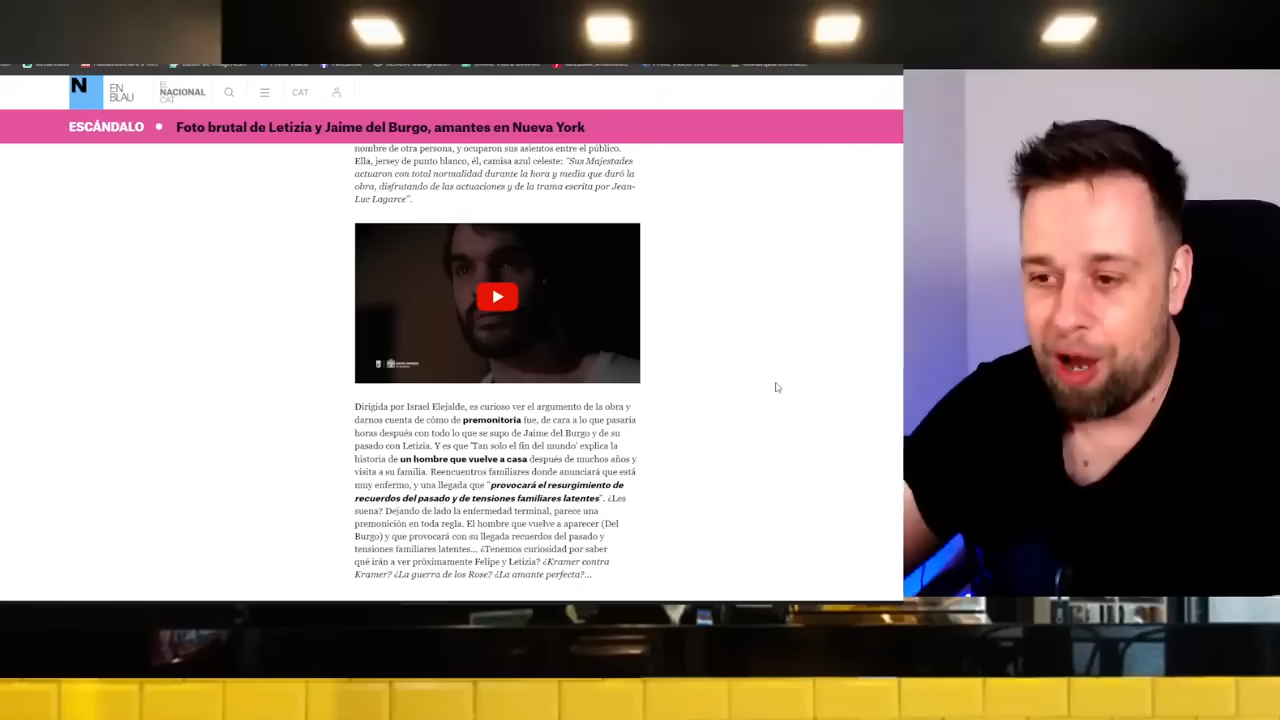 N
EN
BLAU
EL
NACIONAL
CAT
CAT
ESCÁNDALO • Foto brutal de Letizia y Jaime del Burgo, amantes en Nueva York
nombre de otra persona, y ocuparon sus asientos entre el público.
Ella, jersey de punto blanco, él, camisa azul celeste: "Sus Majestades
actuaron con total normalidad durante la hora y media que duró la
obra, disfrutando de las actuaciones y de la trama escrita por Jean-
Luc Lagarce".
Dirigida por Israel Elejalde, es curioso ver el argumento de la obra y
darnos cuenta de cómo de premonitoria fue, de cara a lo que pasaría
horas después con todo lo que se supo de Jaime del Burgo y de su
pasado con Letizia. Y es que 'Tan solo el fin del mundo' explica la
historia de un hombre que vuelve a casa después de muchos años y
visita a su familia. Reencuentros familiares donde anunciará que está
muy enfermo, y una llegada que "provocará el resurgimiento de
recuerdos del pasado y de tensiones familiares latentes". ¿Les
suena? Dejando de lado la enfermedad terminal, parece una
premonición en toda regla. El hombre que vuelve a aparecer (Del
Burgo) y que provocará con su llegada recuerdos del pasado y
tensiones familiares latentes... ¿Tenemos curiosidad por saber
qué irán a ver próximamente Felipe y Letizia? ¿Kramer contra
Kramer? ¿La guerra de los Rose? ¿La amante perfecta?...